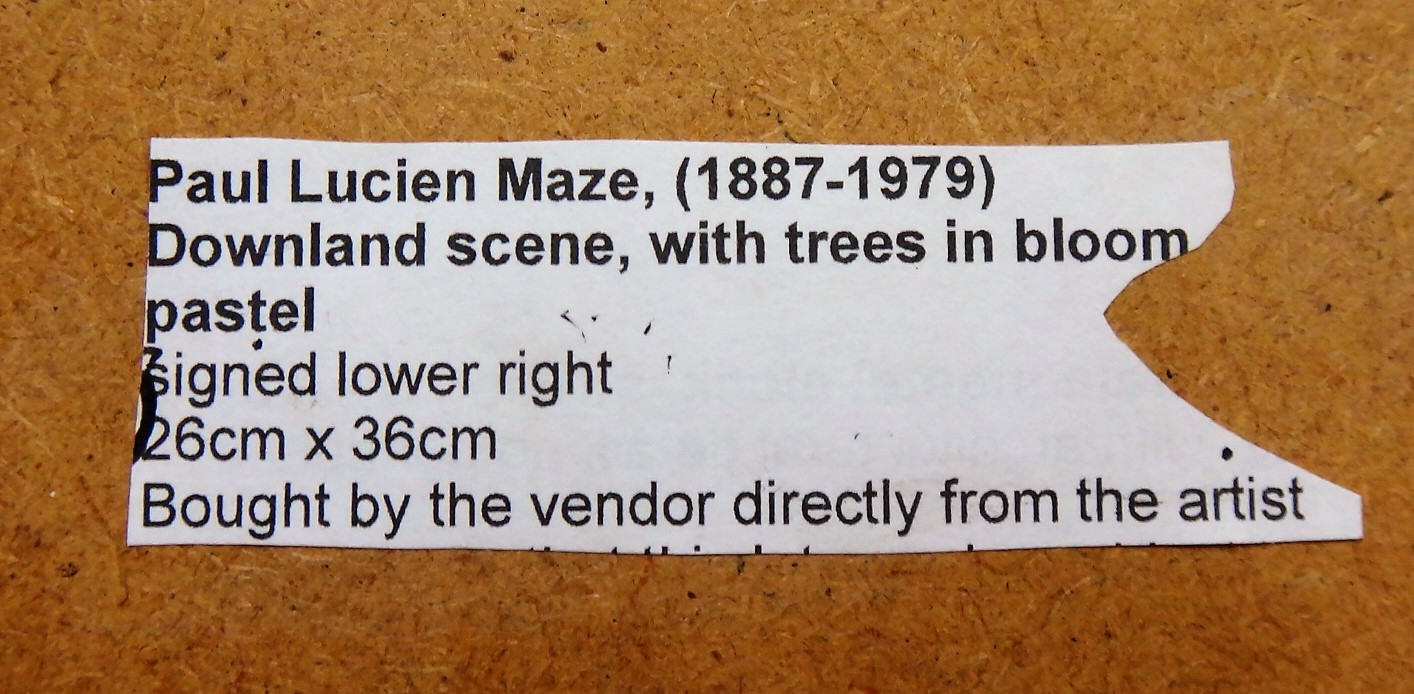 Paul Lucien Maze, (1887-1979)
Downland scene, with trees in bloom
pastel
signed lower right
26cm x 36cm
Bought by the vendor directly from the artist